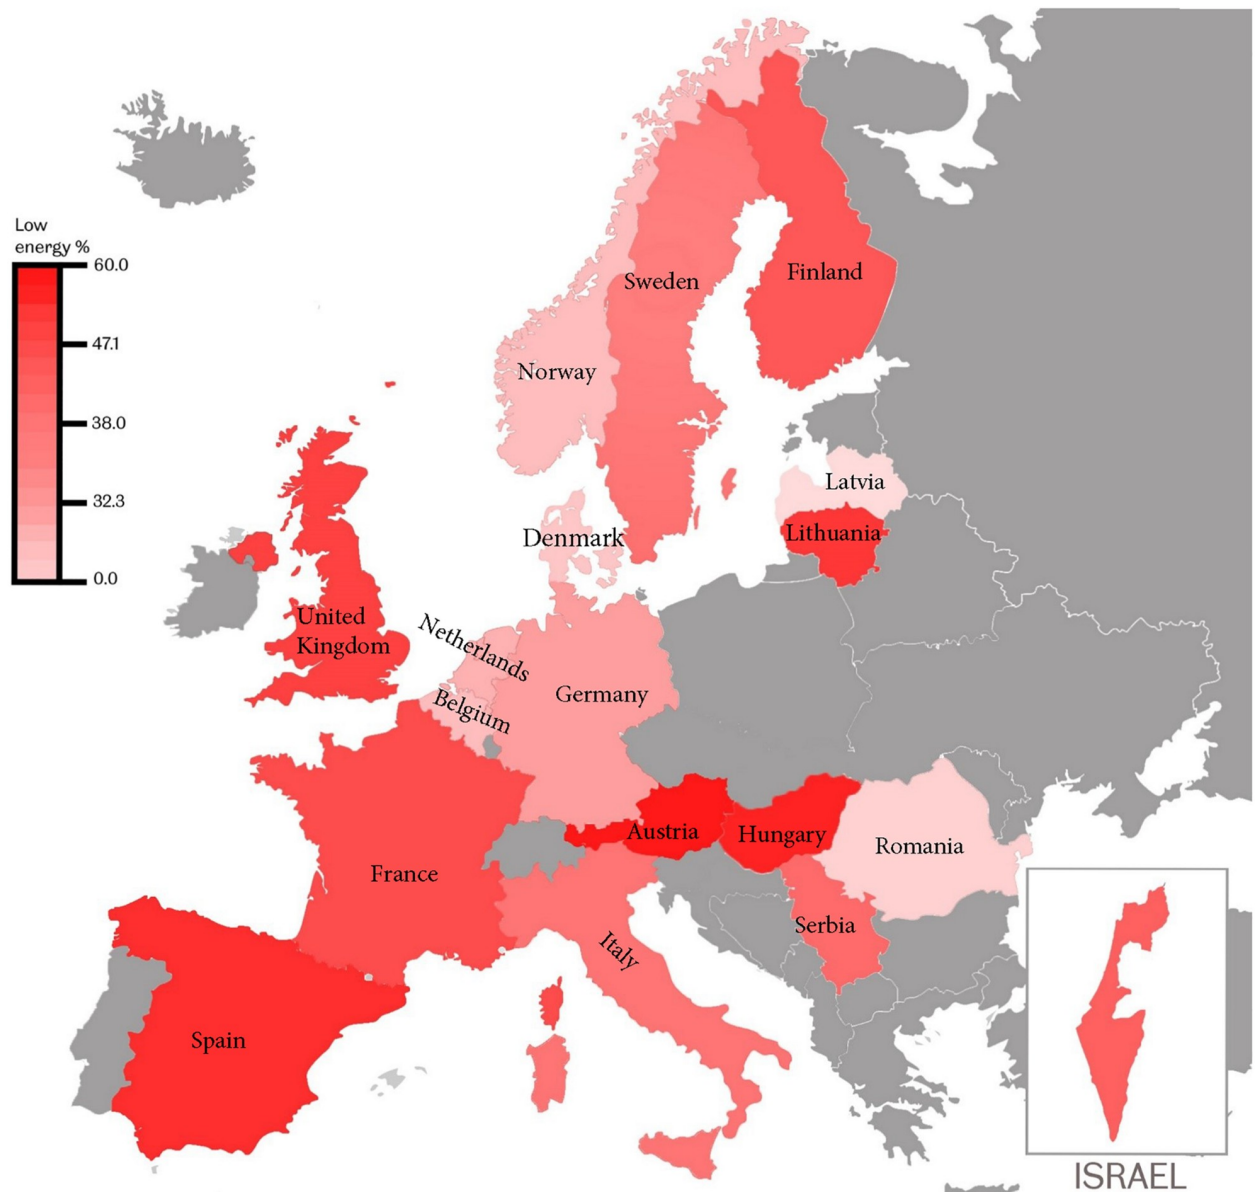 Low
energy %
60.0
47.1
38.0
32.3
0.0
Sweden
Finland
Norway
Latvia
Lithuania
Denmark
United
Kingdom
Netherlands
Belgium
Germany
Austria
Hungary
Romania
France
Serbia
Italy
Spain
ISRAEL